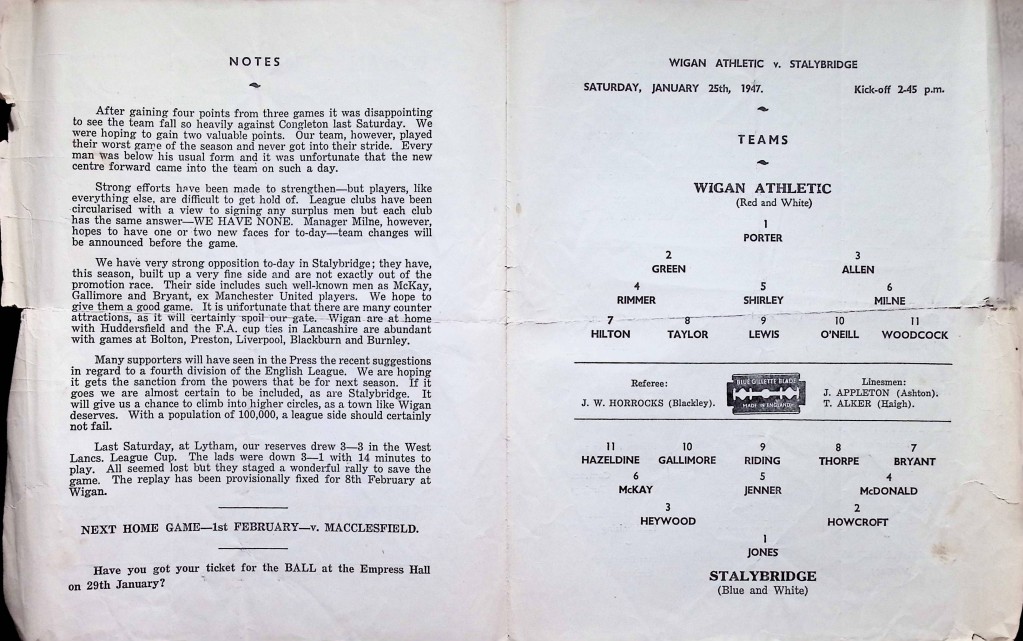 NOTES
After gaining four points from three games it was disappointing
to see the team fall so heavily against Congleton last Saturday. We
were hoping to gain two valuable points. Our team, however, played
their worst game of the season and never got into their stride. Every
man was below his usual form and it was unfortunate that the new
centre forward came into the team on such a day.
Strong efforts have been made to strengthen—but players, like
everything else, are difficult to get hold of. League clubs have been
circularised with a view to signing any surplus men but each club
has the same answer—WE HAVE NONE. Manager Milne, however,
hopes to have one or two new faces for to-day—team changes will
be announced before the game.
We have very strong opposition to-day in Stalybridge; they have,
this season, built up a very fine side and are not exactly out of the
promotion race. Their side includes such well-known men as McKay,
Gallimore and Bryant, ex Manchester United players. We hope to
give them a good game. It is unfortunate that there are many counter
attractions, as it will certainly spoil our gate. Wigan are at home
with Huddersfield and the F.A. cup ties in Lancashire are abundant
with games at Bolton, Preston, Liverpool, Blackburn and Burnley.
Many supporters will have seen in the Press the recent suggestions
in regard to a fourth division of the English League. We are hoping
it gets the sanction from the powers that be for next season. If it
goes we are almost certain to be included, as are Stalybridge. It
will give us a chance to climb into higher circles, as a town like Wigan
deserves. With a population of 100,000, a league side should certainly
not fail.
Last Saturday, at Lytham, our reserves drew 3—3 in the West
Lancs. League Cup. The lads were down 3—1 with 14 minutes to
play. All seemed lost but they staged a wonderful rally to save the
game. The replay has been provisionally fixed for 8th February at
Wigan.
NEXT HOME GAME—1st FEBRUARY—v. MACCLESFIELD.
Have you got your ticket for the BALL at the Empress Hall
on 29th January?
WIGAN ATHLETIC v. STALYBRIDGE
SATURDAY, JANUARY 25th, 1947. Kick-off 2-45 p.m.
TEAMS
WIGAN ATHLETIC
(Red and White)
1
PORTER
2 3
GREEN ALLEN
4 5 6
RIMMER SHIRLEY MILNE
7 8 9 10 11
HILTON TAYLOR LEWIS O'NEILL WOODCOCK
Referee:
J. W. HORROCKS (Blackley).
BLUE GILLETTE BLADE
MADE IN ENGLAND
Linesmen:
J. APPLETON (Ashton).
T. ALKER (Haigh).
11 10 9 8 7
HAZELDINE GALLIMORE RIDING THORPE BRYANT
6 5 4
McKAY JENNER McDONALD
3 2
HEYWOOD HOWCROFT
1
JONES
STALYBRIDGE
(Blue and White)